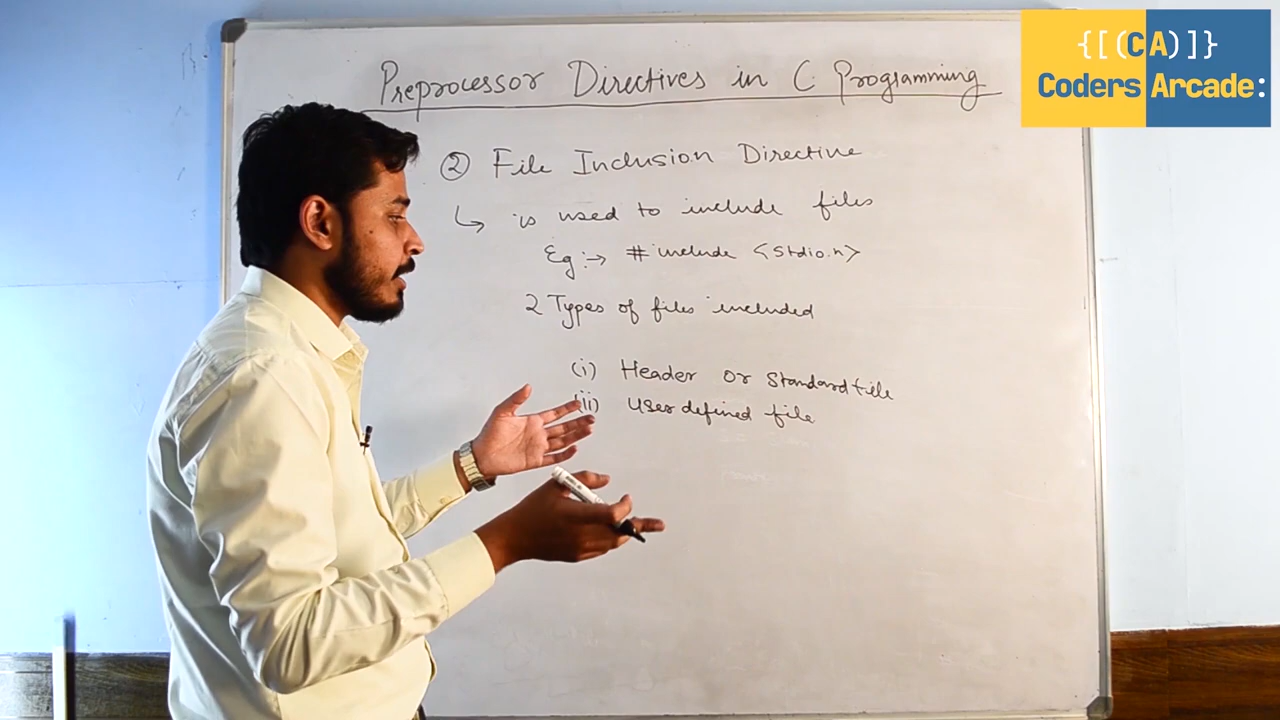 {[(CA)]}
Coders Arcade:
Preprocessor Directives in C Programming
② File Inclusion Directive
↳ is used to include files
Eg:→ #include <stdio.h>
2 Types of files included
(i) Header or Standard file
(ii) User defined file